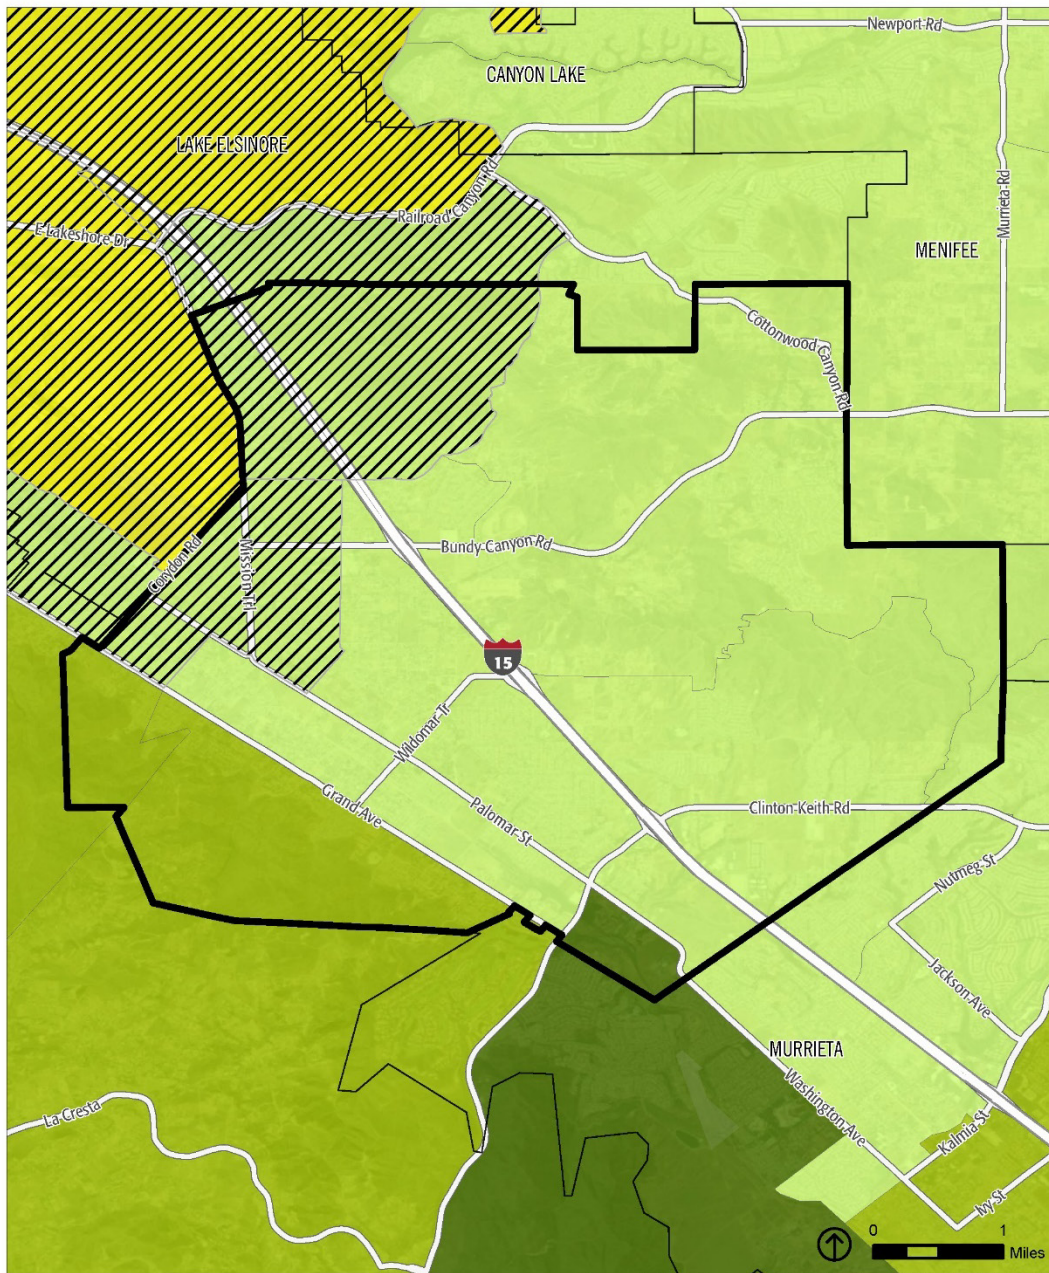 Newport Rd
CANYON LAKE
LAKE ELSINORE
Railroad Canyon Rd
Murrieta Rd
E Lakeshore Dr
MENIFEE
Cottonwood Canyon Rd
Corydon Rd
Mission Trl
Bundy Canyon Rd
15
Wildomar Tr
Grand Ave
Palomar St
Clinton Keith Rd
Nutmeg St
Jackson Ave
MURRIETA
Washington Ave
La Cresta
Kalmia St
Ivy St
0 1
Miles